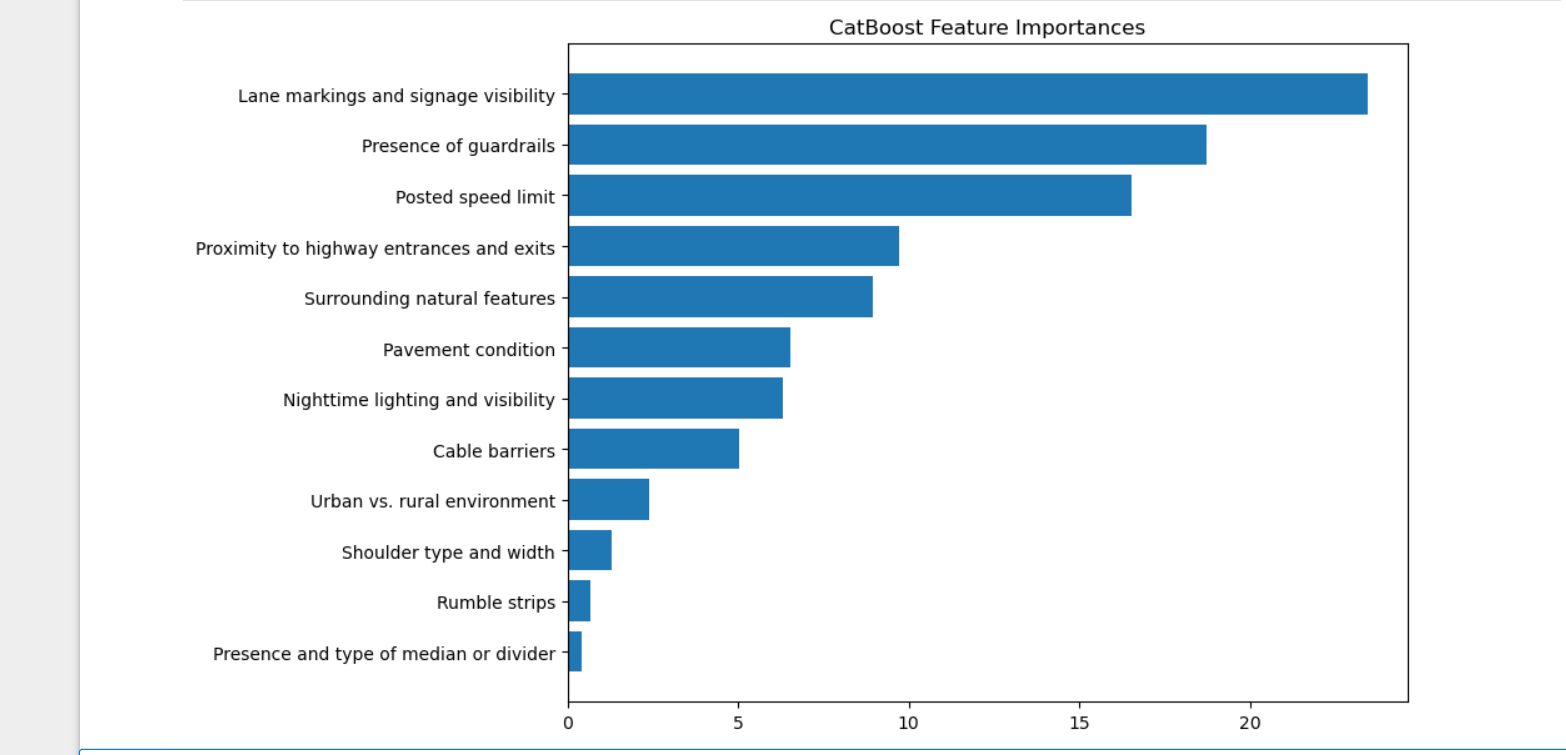 CatBoost Feature Importances
Lane markings and signage visibility
Presence of guardrails
Posted speed limit
Proximity to highway entrances and exits
Surrounding natural features
Pavement condition
Nighttime lighting and visibility
Cable barriers
Urban vs. rural environment
Shoulder type and width
Rumble strips
Presence and type of median or divider
0 5 10 15 20